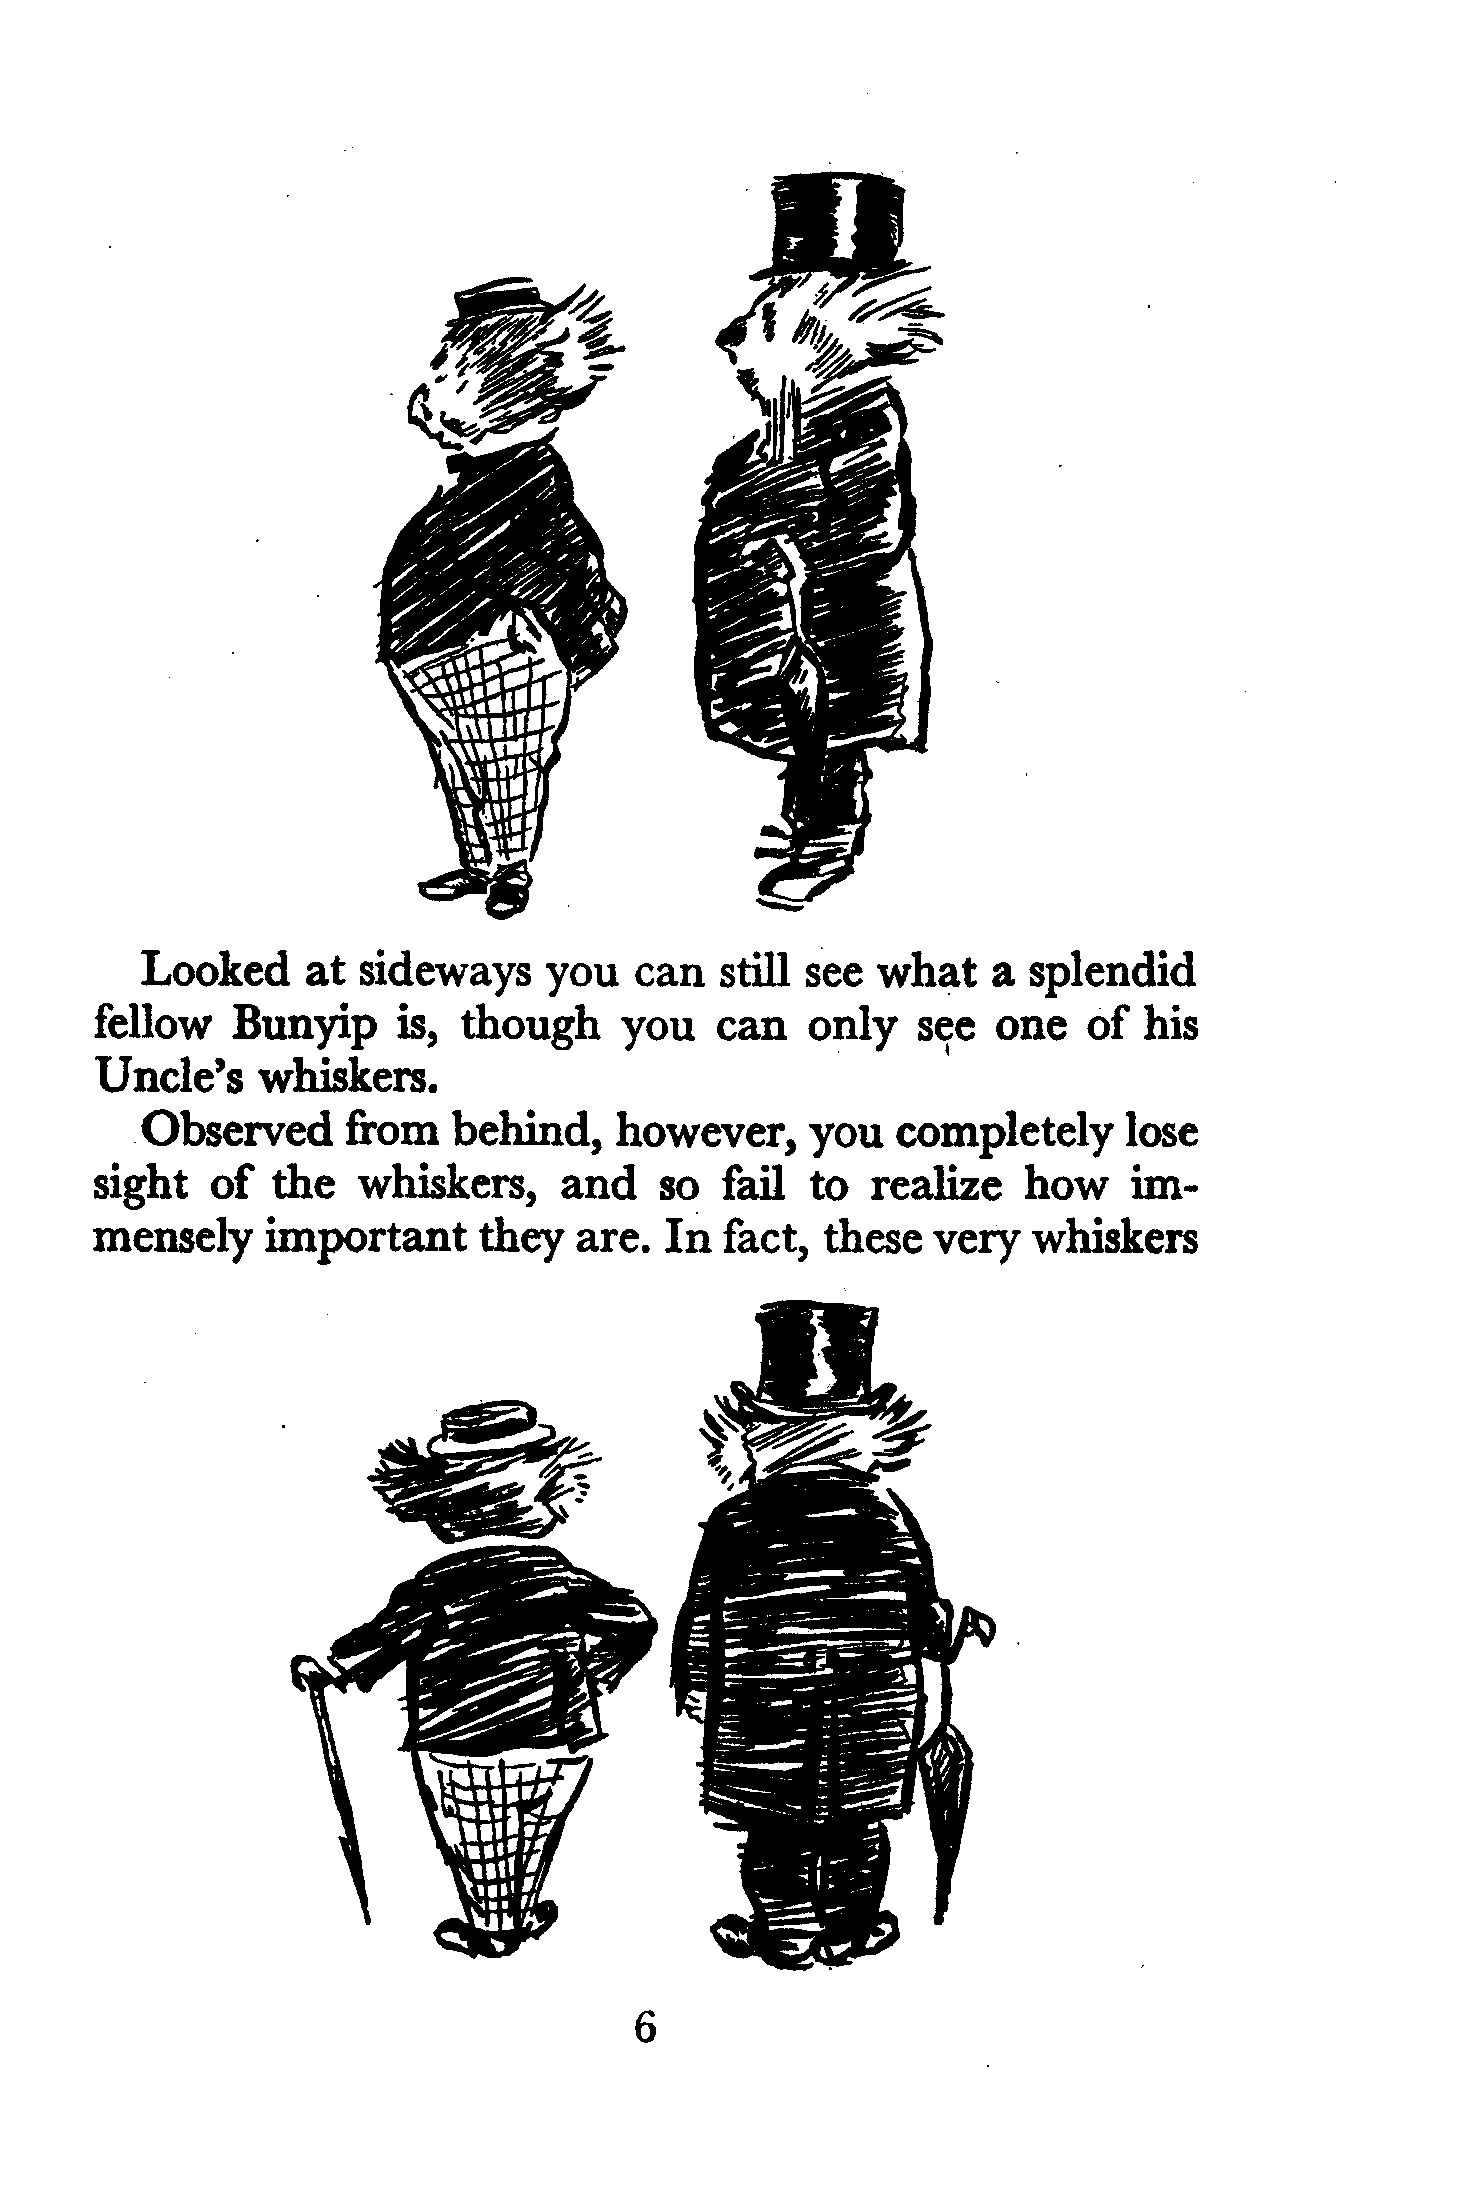 Looked at sideways you can still see what a splendid
fellow Bunyip is, though you can only see one of his
Uncle's whiskers.
Observed from behind, however, you completely lose
sight of the whiskers, and so fail to realize how im-
mensely important they are. In fact, these very whiskers
6